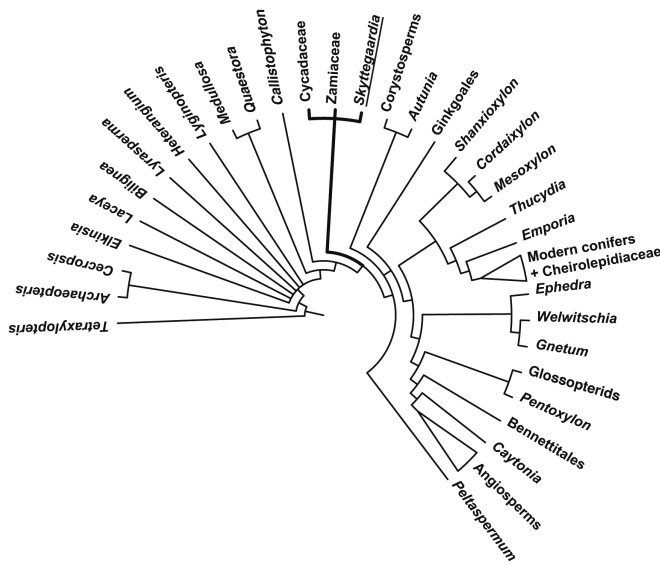 Tetraxylopteris
Archaeopteris
Cecropsis
Elkinsia
Laceya
Bilignea
Lyrasperma
Heterangium
Lyginopteris
Medullosa
Quaestora
Callistophyton
Cycadaceae
Zamiaceae
Skyttegaardia
Corystosperms
Autunia
Ginkgoales
Shanxioxylon
Cordaixylon
Mesoxylon
Thucydia
Emporia
Modern conifers
+ Cheirolepidiaceae
Ephedra
Welwitschia
Gnetum
Glossopterids
Pentoxylon
Bennettitales
Caytonia
Angiosperms
Peltaspermum